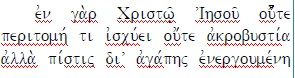 ἐν γὰρ Χριστῷ Ἰησοῦ οὔτε
περιτομή τι ἰσχύει οὔτε ἀκροβυστία
ἀλλὰ πίστις δι’ ἀγάπης ἐνεργουμένη